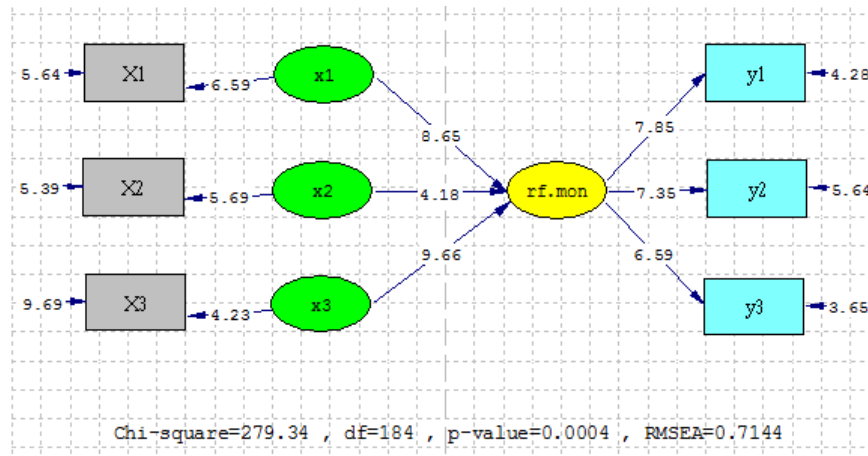 5.64 X1 6.59 x1 8.65 7.85 y1 4.28
5.39 X2 5.69 x2 4.18 rf.mon 7.35 y2 5.64
9.69 X3 4.23 x3 9.66 6.59 y3 3.65
Chi-square=279.34 , df=184 , p-value=0.0004 , RMSEA=0.7144